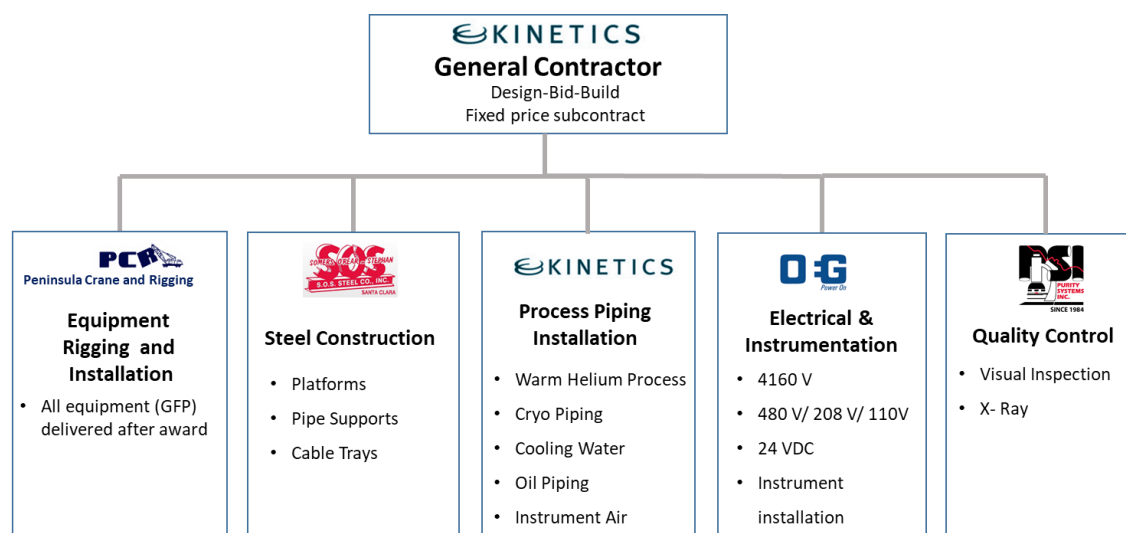 KINETICS
General Contractor
Design-Bid-Build
Fixed price subcontract
PCR
Peninsula Crane and Rigging
Equipment
Rigging and
Installation
• All equipment (GFP)
delivered after award
SOMERS O'REAR - STEPHAN
SOS
S.O.S. STEEL CO., INC.
SANTA CLARA
Steel Construction
• Platforms
• Pipe Supports
• Cable Trays
KINETICS
Process Piping
Installation
• Warm Helium Process
• Cryo Piping
• Cooling Water
• Oil Piping
• Instrument Air
Power On
Electrical &
Instrumentation
• 4160 V
• 480 V/ 208 V/ 110V
• 24 VDC
• Instrument
installation
PSI
PURITY
SYSTEMS
INC.
SINCE 1984
Quality Control
• Visual Inspection
• X- Ray